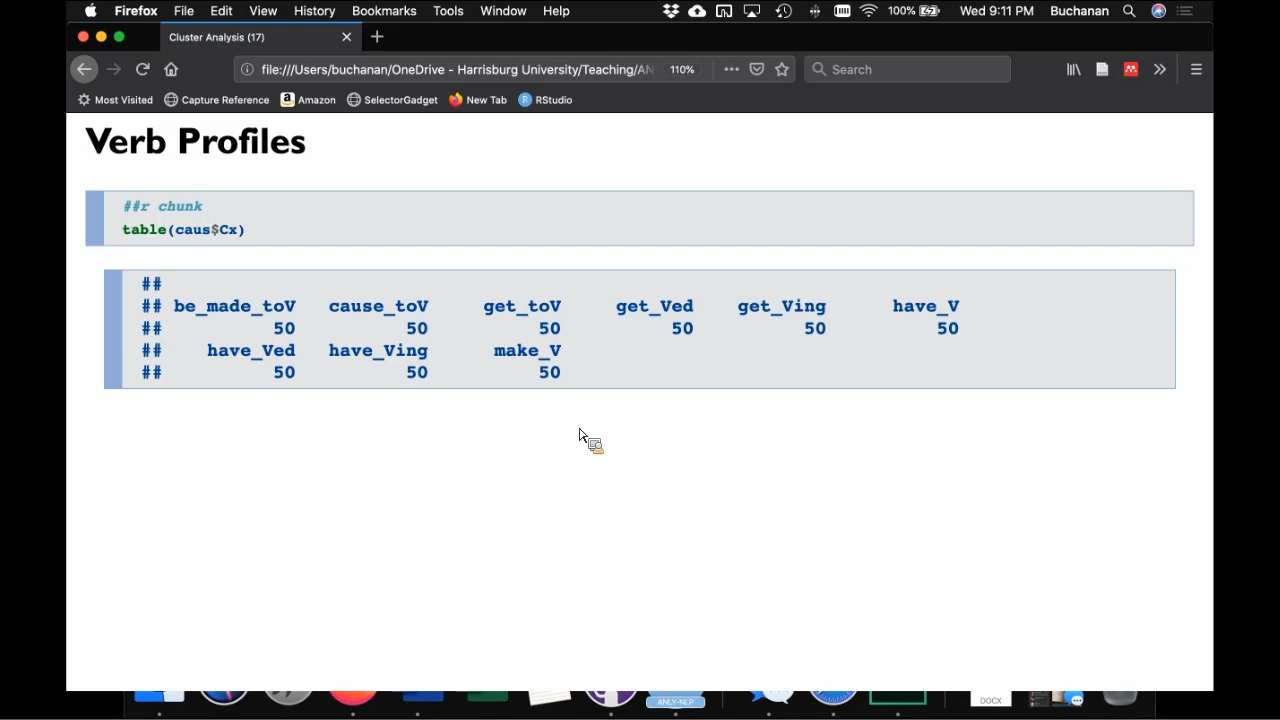 Firefox File Edit View History Bookmarks Tools Window Help 100% Wed 9:11 PM Buchanan
Cluster Analysis (17)
file:///Users/buchanan/OneDrive - Harrisburg University/Teaching/AN 110% Search
Most Visited Capture Reference Amazon SelectorGadget New Tab RStudio
Verb Profiles
##r chunk
table(caus$Cx)
##
## be_made_toV cause_toV get_toV get_Ved get_Ving have_V
## 50 50 50 50 50 50
## have_Ved have_Ving make_V
## 50 50 50
ANLY-NLP
DOCX